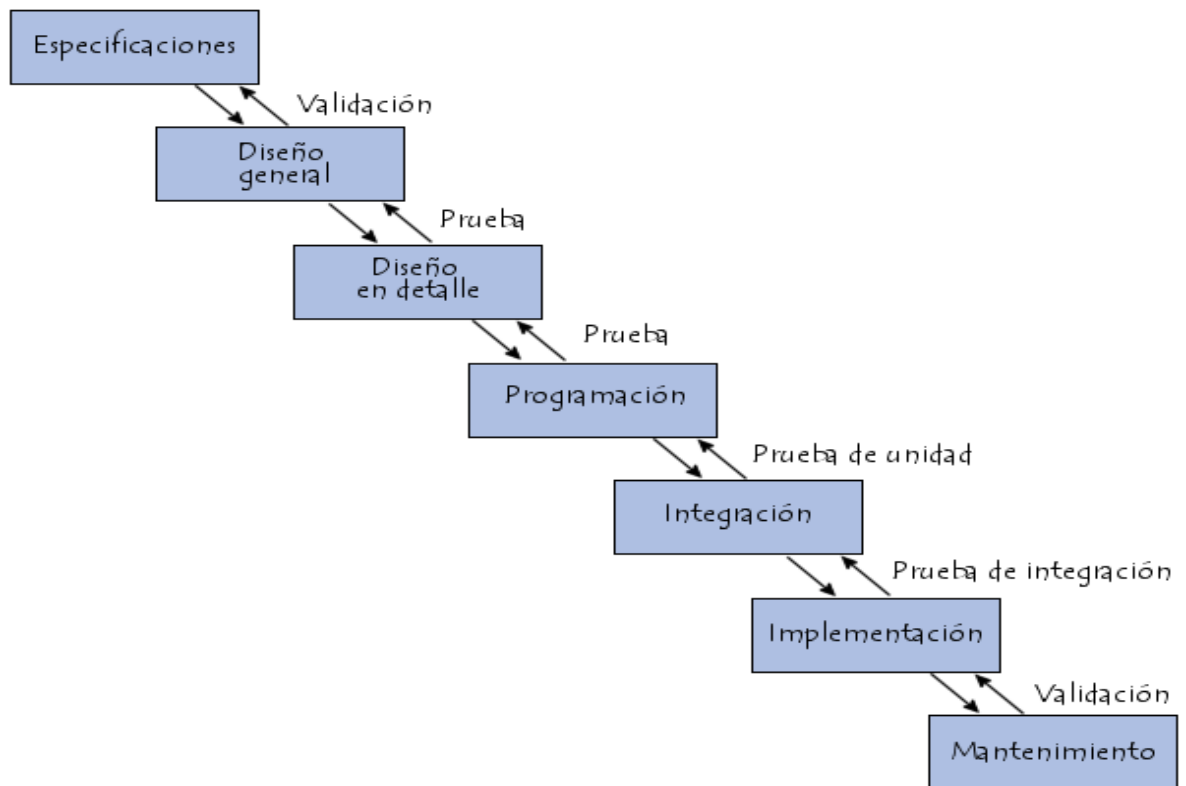 Especificaciones
Validación
Diseño
general
Prueba
Diseño
en detalle
Prueba
Programación
Prueba de unidad
Integración
Prueba de integración
Implementación
Validación
Mantenimiento